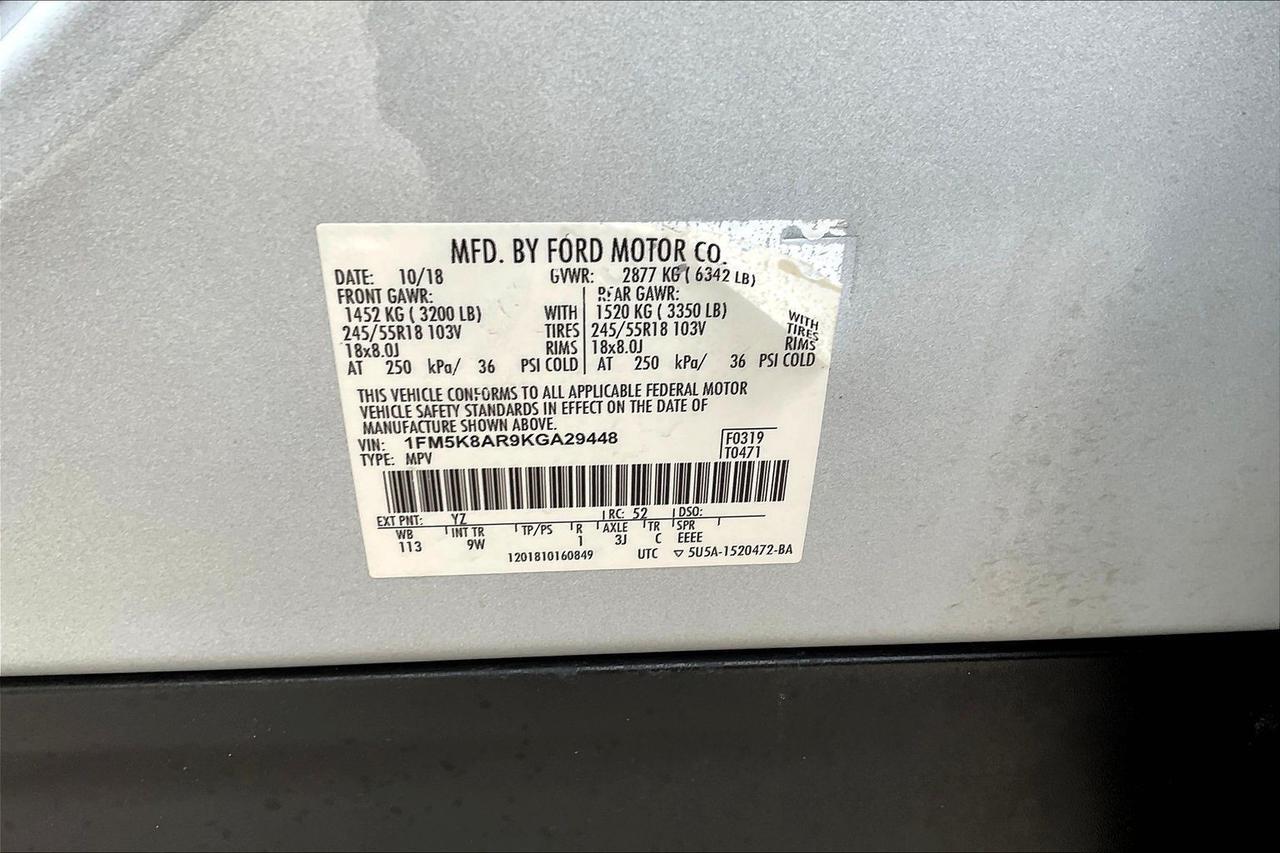 MFD. BY FORD MOTOR CO.
DATE: 10/18 GVWR: 2877 KG ( 6342 LB)
FRONT GAWR: REAR GAWR:
1452 KG ( 3200 LB) WITH 1520 KG ( 3350 LB) WITH
245/55R18 103V TIRES 245/55R18 103V TIRES
18x8.0J RIMS 18x8.0J RIMS
AT 250 kPa/ 36 PSI COLD AT 250 kPa/ 36 PSI COLD
THIS VEHICLE CONFORMS TO ALL APPLICABLE FEDERAL MOTOR
VEHICLE SAFETY STANDARDS IN EFFECT ON THE DATE OF
MANUFACTURE SHOWN ABOVE.
VIN: 1FM5K8AR9KGA29448 F0319
TYPE: MPV T0471
EXT PNT: YZ RC: 52 DSO:
WB INT TR TP/PS R AXLE TR SPR
113 9W 1 3J C EEEE
1201810160849 UTC ▽ 5U5A-1520472-BA